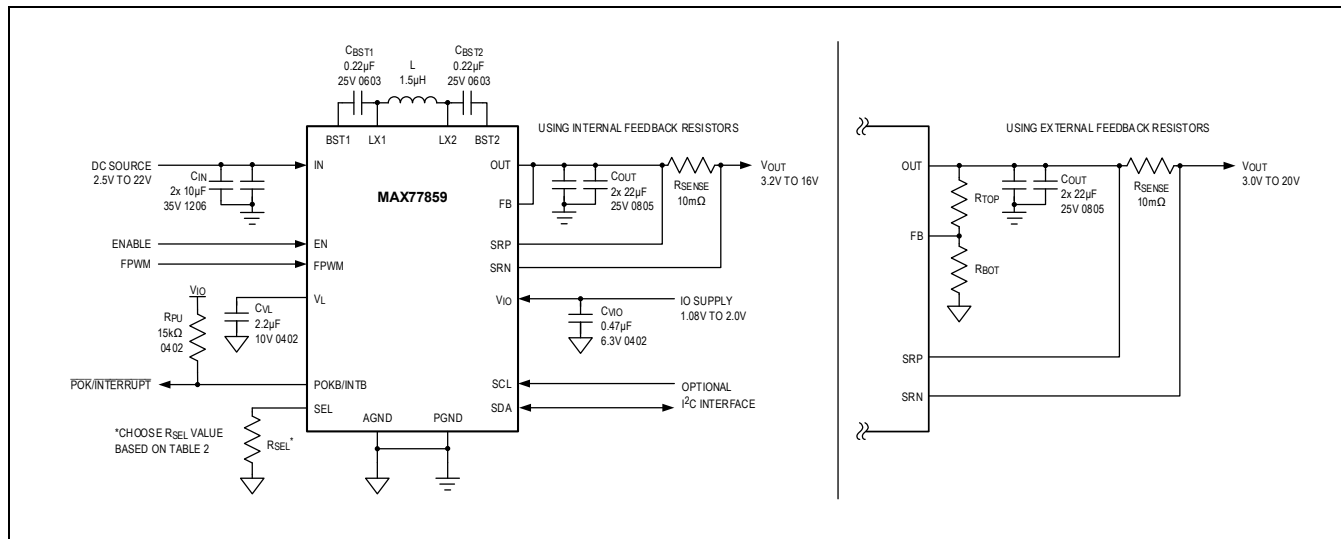 CBST1
0.22µF
25V 0603
L
1.5µH
CBST2
0.22µF
25V 0603
BST1
LX1
LX2
BST2
USING INTERNAL FEEDBACK RESISTORS
DC SOURCE
2.5V TO 22V
CIN
2x 10µF
35V 1206
IN
MAX77859
OUT
COUT
2x 22µF
25V 0805
RSENSE
10mΩ
VOUT
3.2V TO 16V
FB
ENABLE
EN
FPWM
FPWM
SRP
SRN
VIO
RPU
15kΩ
0402
CVL
2.2µF
10V 0402
VL
VIO
CVIO
0.47µF
6.3V 0402
IO SUPPLY
1.08V TO 2.0V
POK/INTERRUPT
POKB/INTB
SCL
SDA
OPTIONAL
I²C INTERFACE
SEL
AGND
PGND
*CHOOSE RSEL VALUE
BASED ON TABLE 2
RSEL*
USING EXTERNAL FEEDBACK RESISTORS
OUT
RTOP
COUT
2x 22µF
25V 0805
RSENSE
10mΩ
VOUT
3.0V TO 20V
FB
RBOT
SRP
SRN